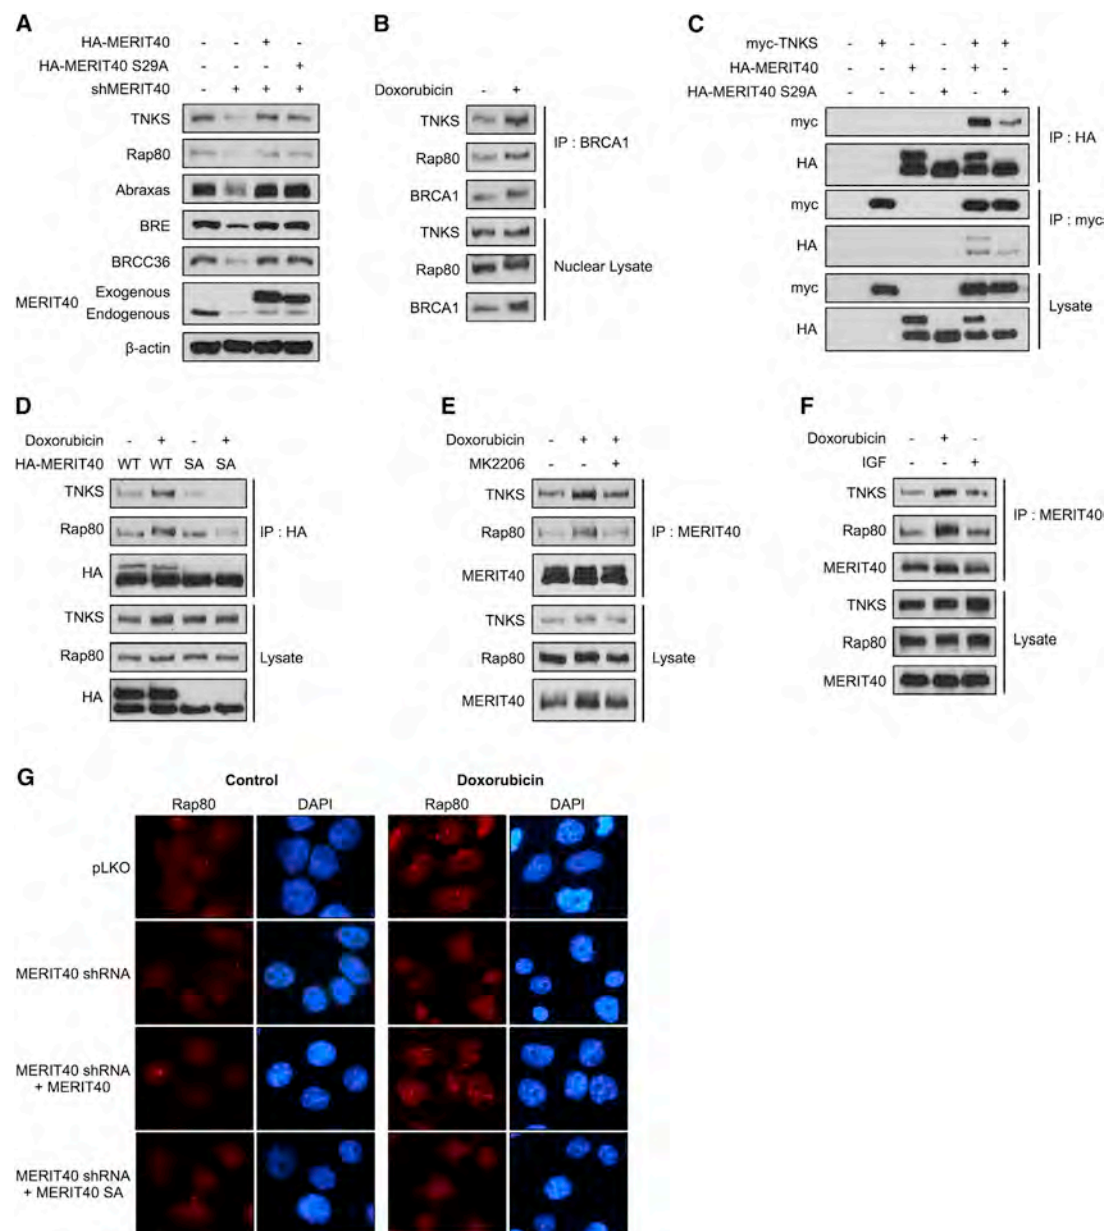 A
HA-MERIT40 - - + -
HA-MERIT40 S29A - - - +
shMERIT40 - + + +
TNKS
Rap80
Abraxas
BRE
BRCC36
MERIT40
Exogenous
Endogenous
β-actin
B
Doxorubicin - +
TNKS
Rap80
BRCA1
IP : BRCA1
TNKS
Rap80
BRCA1
Nuclear Lysate
C
myc-TNKS - + - - + +
HA-MERIT40 - - + - + -
HA-MERIT40 S29A - - - + - +
myc
HA
IP : HA
myc
HA
IP : myc
myc
HA
Lysate
D
Doxorubicin - + - +
HA-MERIT40 WT WT SA SA
TNKS
Rap80
HA
IP : HA
TNKS
Rap80
HA
Lysate
E
Doxorubicin - + +
MK2206 - - +
TNKS
Rap80
MERIT40
IP : MERIT40
TNKS
Rap80
MERIT40
Lysate
F
Doxorubicin - + -
IGF - - +
TNKS
Rap80
MERIT40
IP : MERIT40
TNKS
Rap80
MERIT40
Lysate
G
Control Doxorubicin
Rap80 DAPI Rap80 DAPI
pLKO
MERIT40 shRNA
MERIT40 shRNA
+ MERIT40
MERIT40 shRNA
+ MERIT40 SA